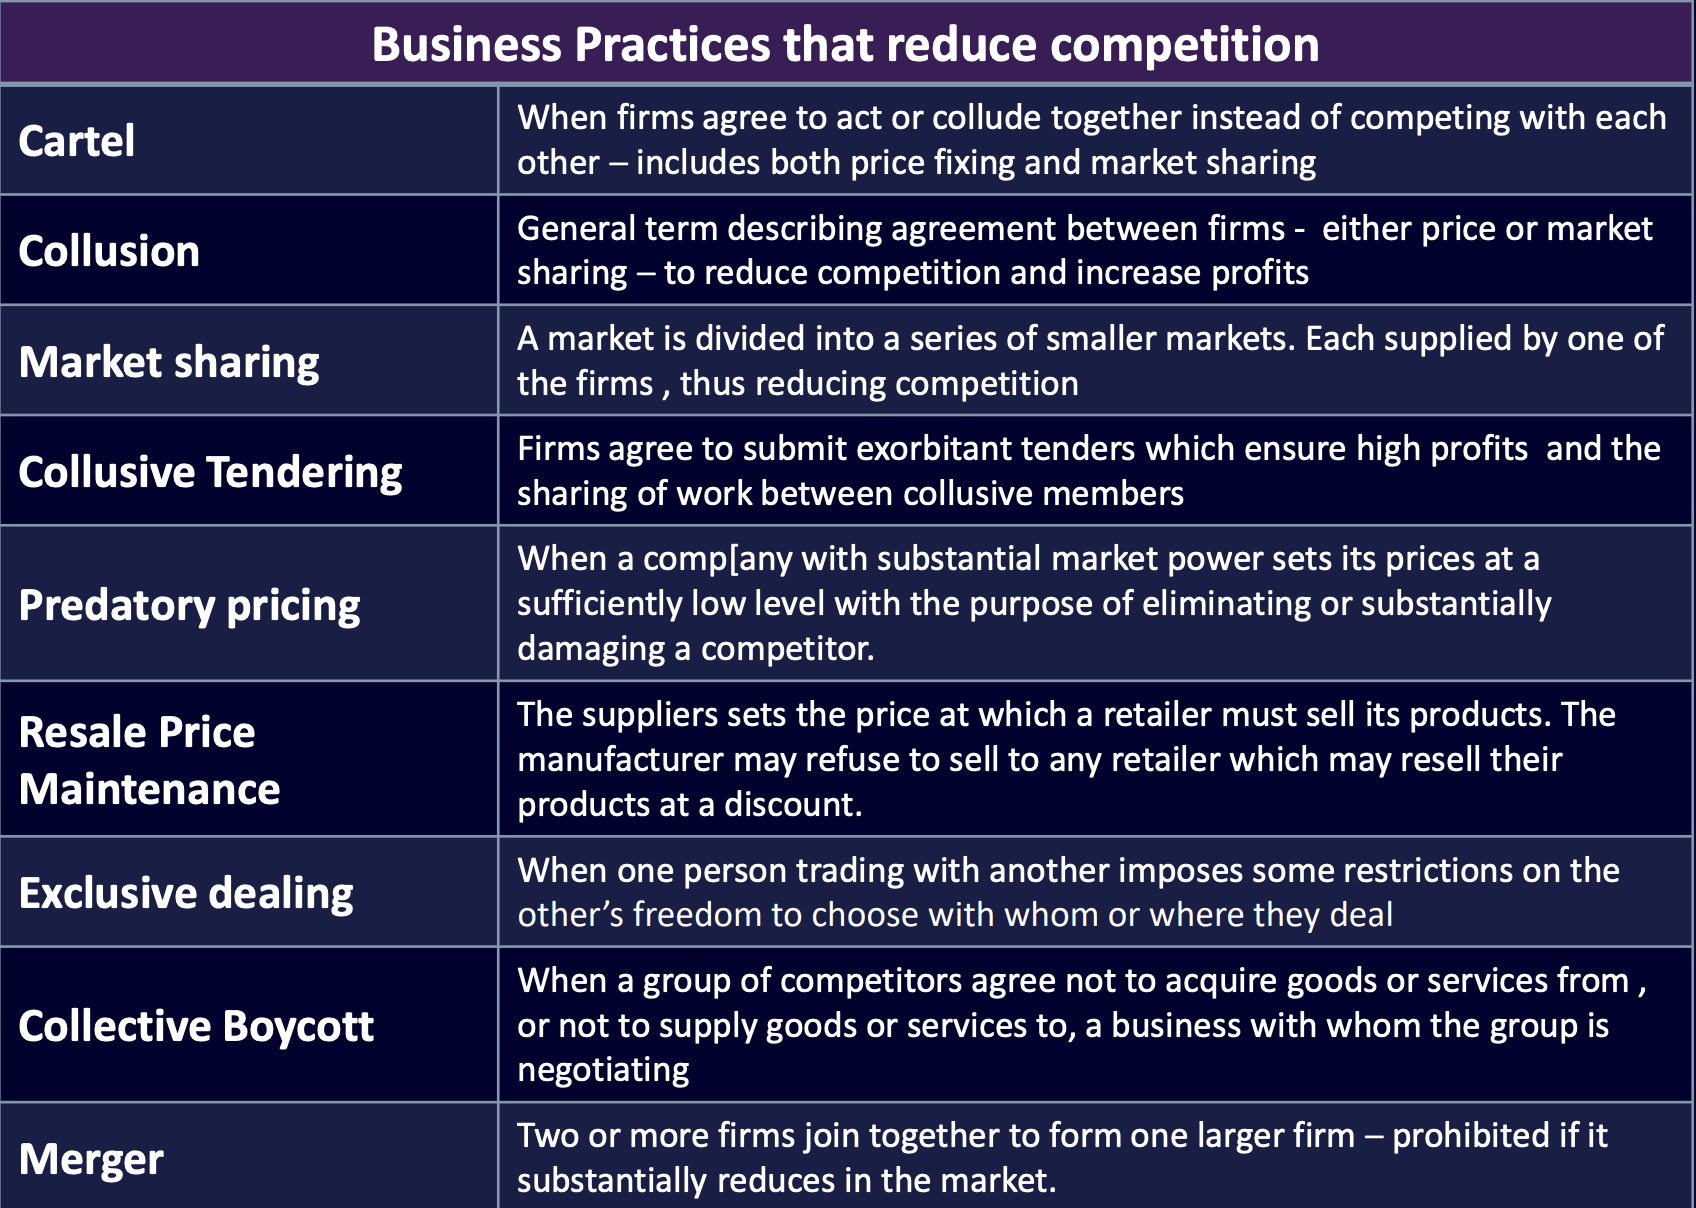 Business Practices that reduce competition
Cartel
When firms agree to act or collude together instead of competing with each
other – includes both price fixing and market sharing
Collusion
General term describing agreement between firms -  either price or market
sharing – to reduce competition and increase profits
Market sharing
A market is divided into a series of smaller markets. Each supplied by one of
the firms , thus reducing competition
Collusive Tendering
Firms agree to submit exorbitant tenders which ensure high profits  and the
sharing of work between collusive members
Predatory pricing
When a comp[any with substantial market power sets its prices at a
sufficiently low level with the purpose of eliminating or substantially
damaging a competitor.
Resale Price
Maintenance
The suppliers sets the price at which a retailer must sell its products. The
manufacturer may refuse to sell to any retailer which may resell their
products at a discount.
Exclusive dealing
When one person trading with another imposes some restrictions on the
other’s freedom to choose with whom or where they deal
Collective Boycott
When a group of competitors agree not to acquire goods or services from ,
or not to supply goods or services to, a business with whom the group is
negotiating
Merger
Two or more firms join together to form one larger firm – prohibited if it
substantially reduces in the market.